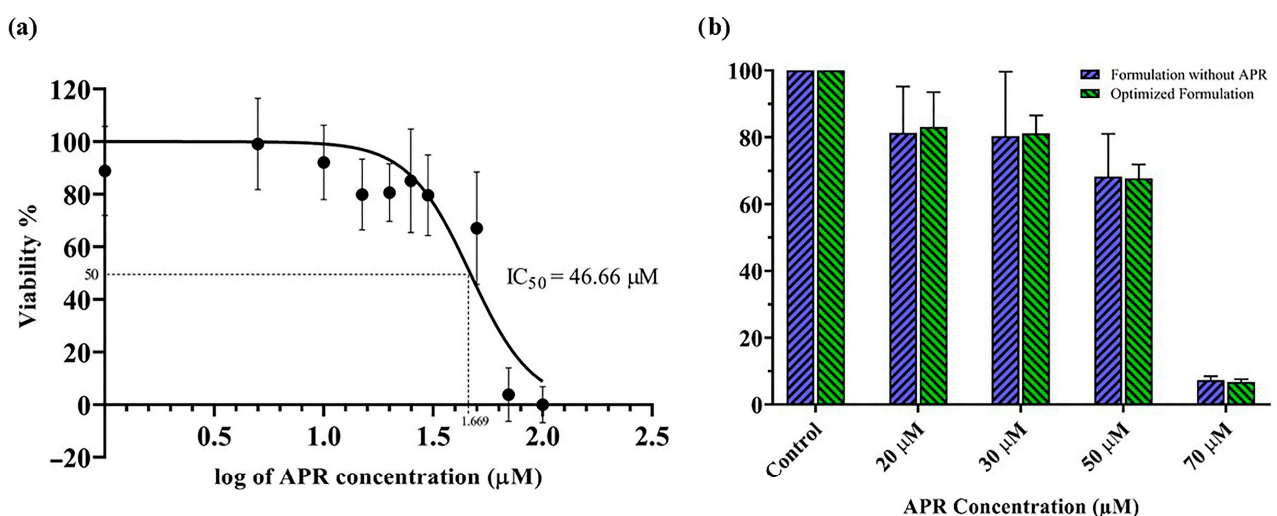 (a)
120
100
80
60
50
40
20
0
−20
Viability %
IC50 = 46.66 µM
1.669
0.5
1.0
1.5
2.0
2.5
log of APR concentration (µM)
(b)
Formulation without APR
Optimized Formulation
100
80
60
40
20
0
Control
20 µM
30 µM
50 µM
70 µM
APR Concentration (µM)